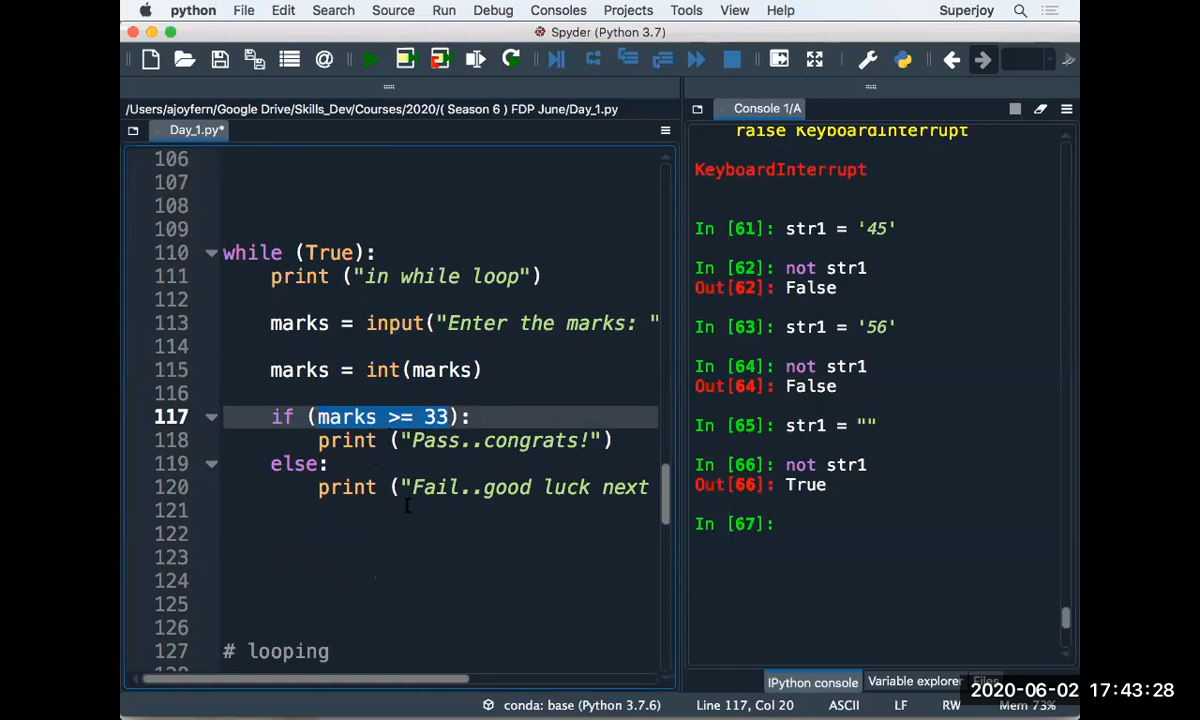 python File Edit Search Source Run Debug Consoles Projects Tools View Help Superjoy
Spyder (Python 3.7)
/Users/ajoyfern/Google Drive/Skills_Dev/Courses/2020/( Season 6 ) FDP June/Day_1.py
Day_1.py*
106
107
108
109
110 while (True):
111 print ("in while loop")
112
113 marks = input("Enter the marks: "
114
115 marks = int(marks)
116
117 if (marks >= 33):
118 print ("Pass..congrats!")
119 else:
120 print ("Fail..good luck next
121
122
123
124
125
126
127 # looping
Console 1/A
raise KeyboardInterrupt
KeyboardInterrupt
In [61]: str1 = '45'
In [62]: not str1
Out[62]: False
In [63]: str1 = '56'
In [64]: not str1
Out[64]: False
In [65]: str1 = ""
In [66]: not str1
Out[66]: True
In [67]:
IPython console Variable explorer Files
2020-06-02 17:43:28
conda: base (Python 3.7.6) Line 117, Col 20 ASCII LF RW Mem 73%